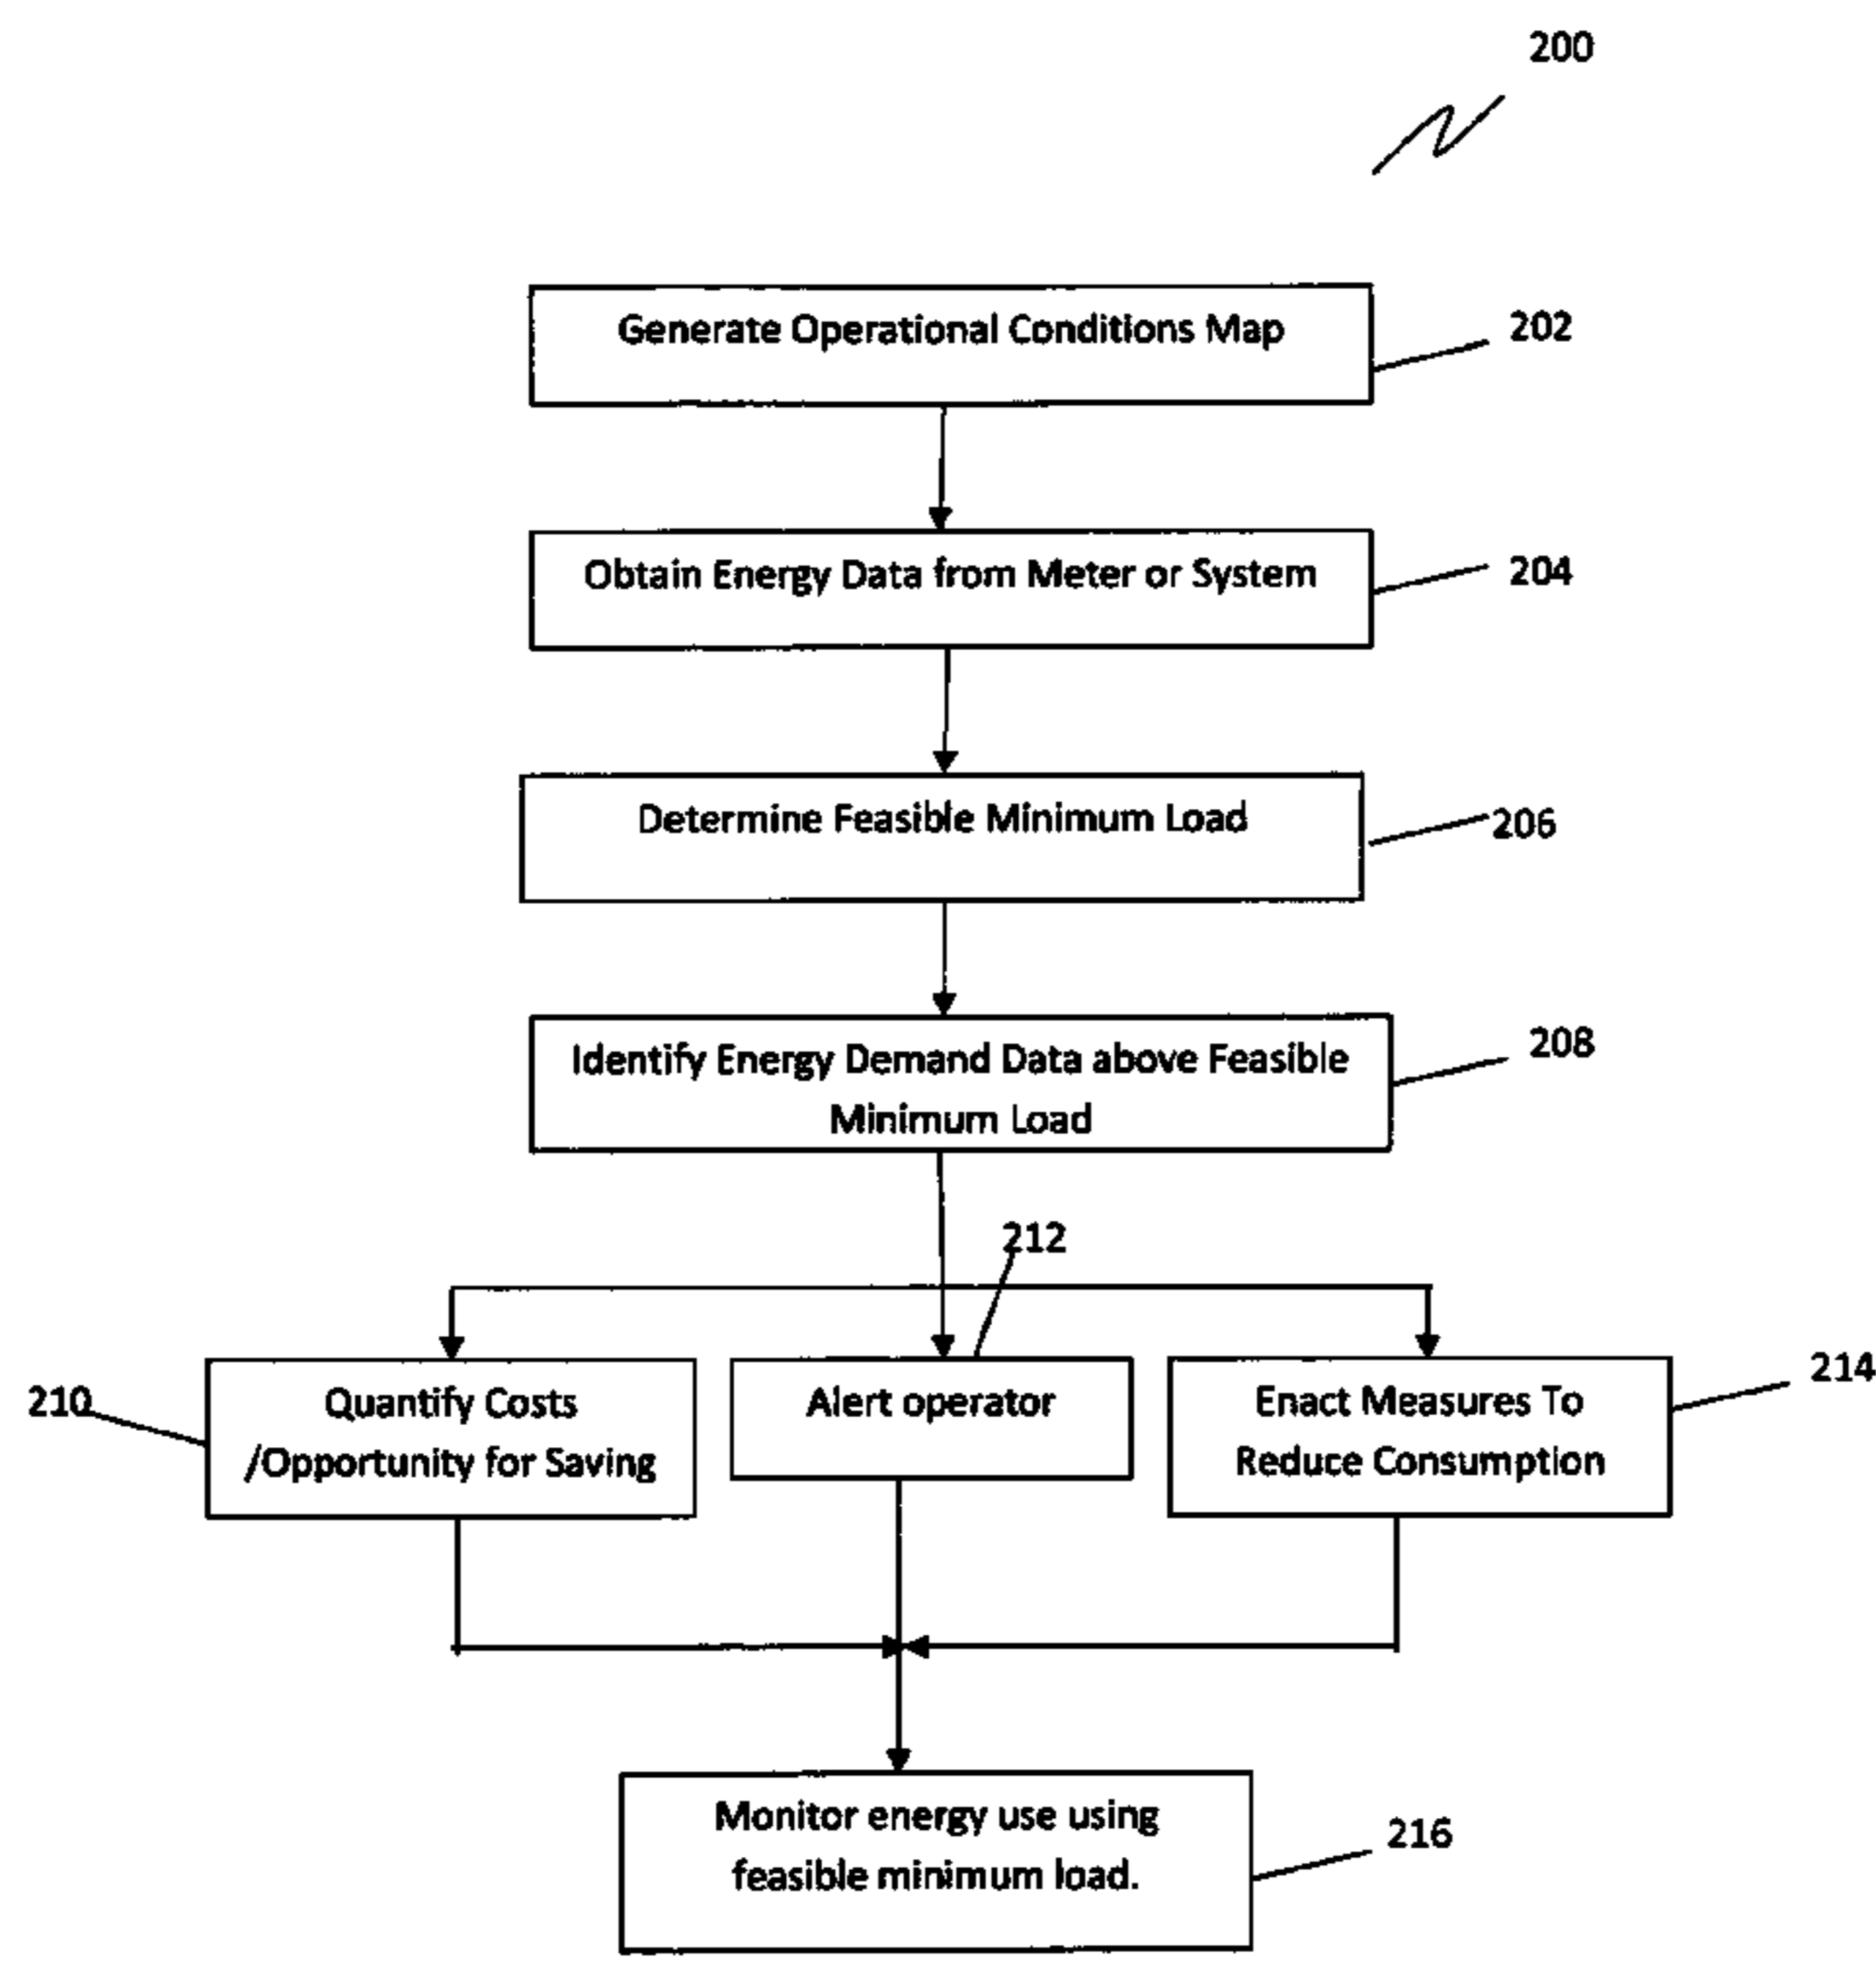 200
Generate Operational Conditions Map
202
Obtain Energy Data from Meter or System
204
Determine Feasible Minimum Load
206
Identify Energy Demand Data above Feasible
Minimum Load
208
212
210
Quantify Costs
/Opportunity for Saving
Alert operator
Enact Measures To
Reduce Consumption
214
Monitor energy use using
feasible minimum load.
216